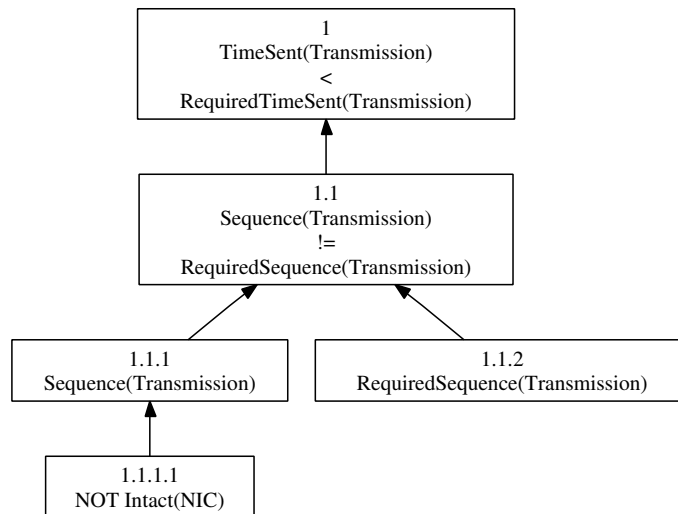 1
TimeSent(Transmission)
<
RequiredTimeSent(Transmission)
1.1
Sequence(Transmission)
!=
RequiredSequence(Transmission)
1.1.1
Sequence(Transmission)
1.1.2
RequiredSequence(Transmission)
1.1.1.1
NOT Intact(NIC)